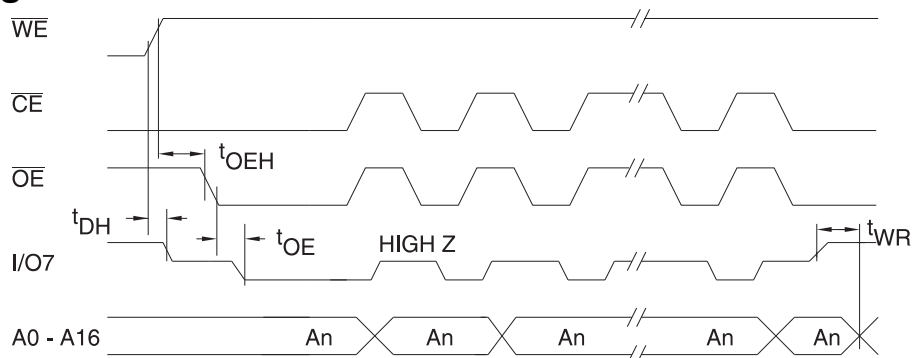 WE
CE
OE
tOEH
tDH
tOE
HIGH Z
tWR
I/O7
A0 - A16
An An An An An